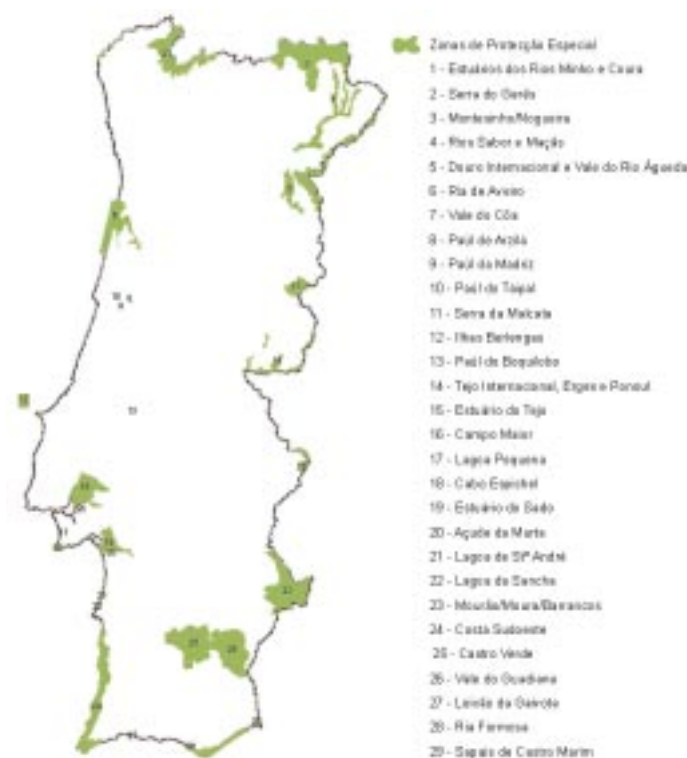 Zonas de Protecção Especial
1 - Estuários dos Rios Minho e Coura
2 - Serra do Gerês
3 - Montesinho/Nogueira
4 - Rios Sabor e Maçãs
5 - Douro Internacional e Vale do Rio Águeda
6 - Ria de Aveiro
7 - Vale do Côa
8 - Paúl de Arzila
9 - Paúl da Madriz
10 - Paúl do Taipal
11 - Serra da Malcata
12 - Ilhas Berlengas
13 - Paúl do Boquilobo
14 - Tejo Internacional, Erges e Ponsul
15 - Estuário do Tejo
16 - Campo Maior
17 - Lagoa Pequena
18 - Cabo Espichel
19 - Estuário do Sado
20 - Açude da Murta
21 - Lagoa de Stº André
22 - Lagoa da Sancha
23 - Mourão/Moura/Barrancos
24 - Costa Sudoeste
25 - Castro Verde
26 - Vale do Guadiana
27 - Leixão da Gaivota
28 - Ria Formosa
29 - Sapais de Castro Marim